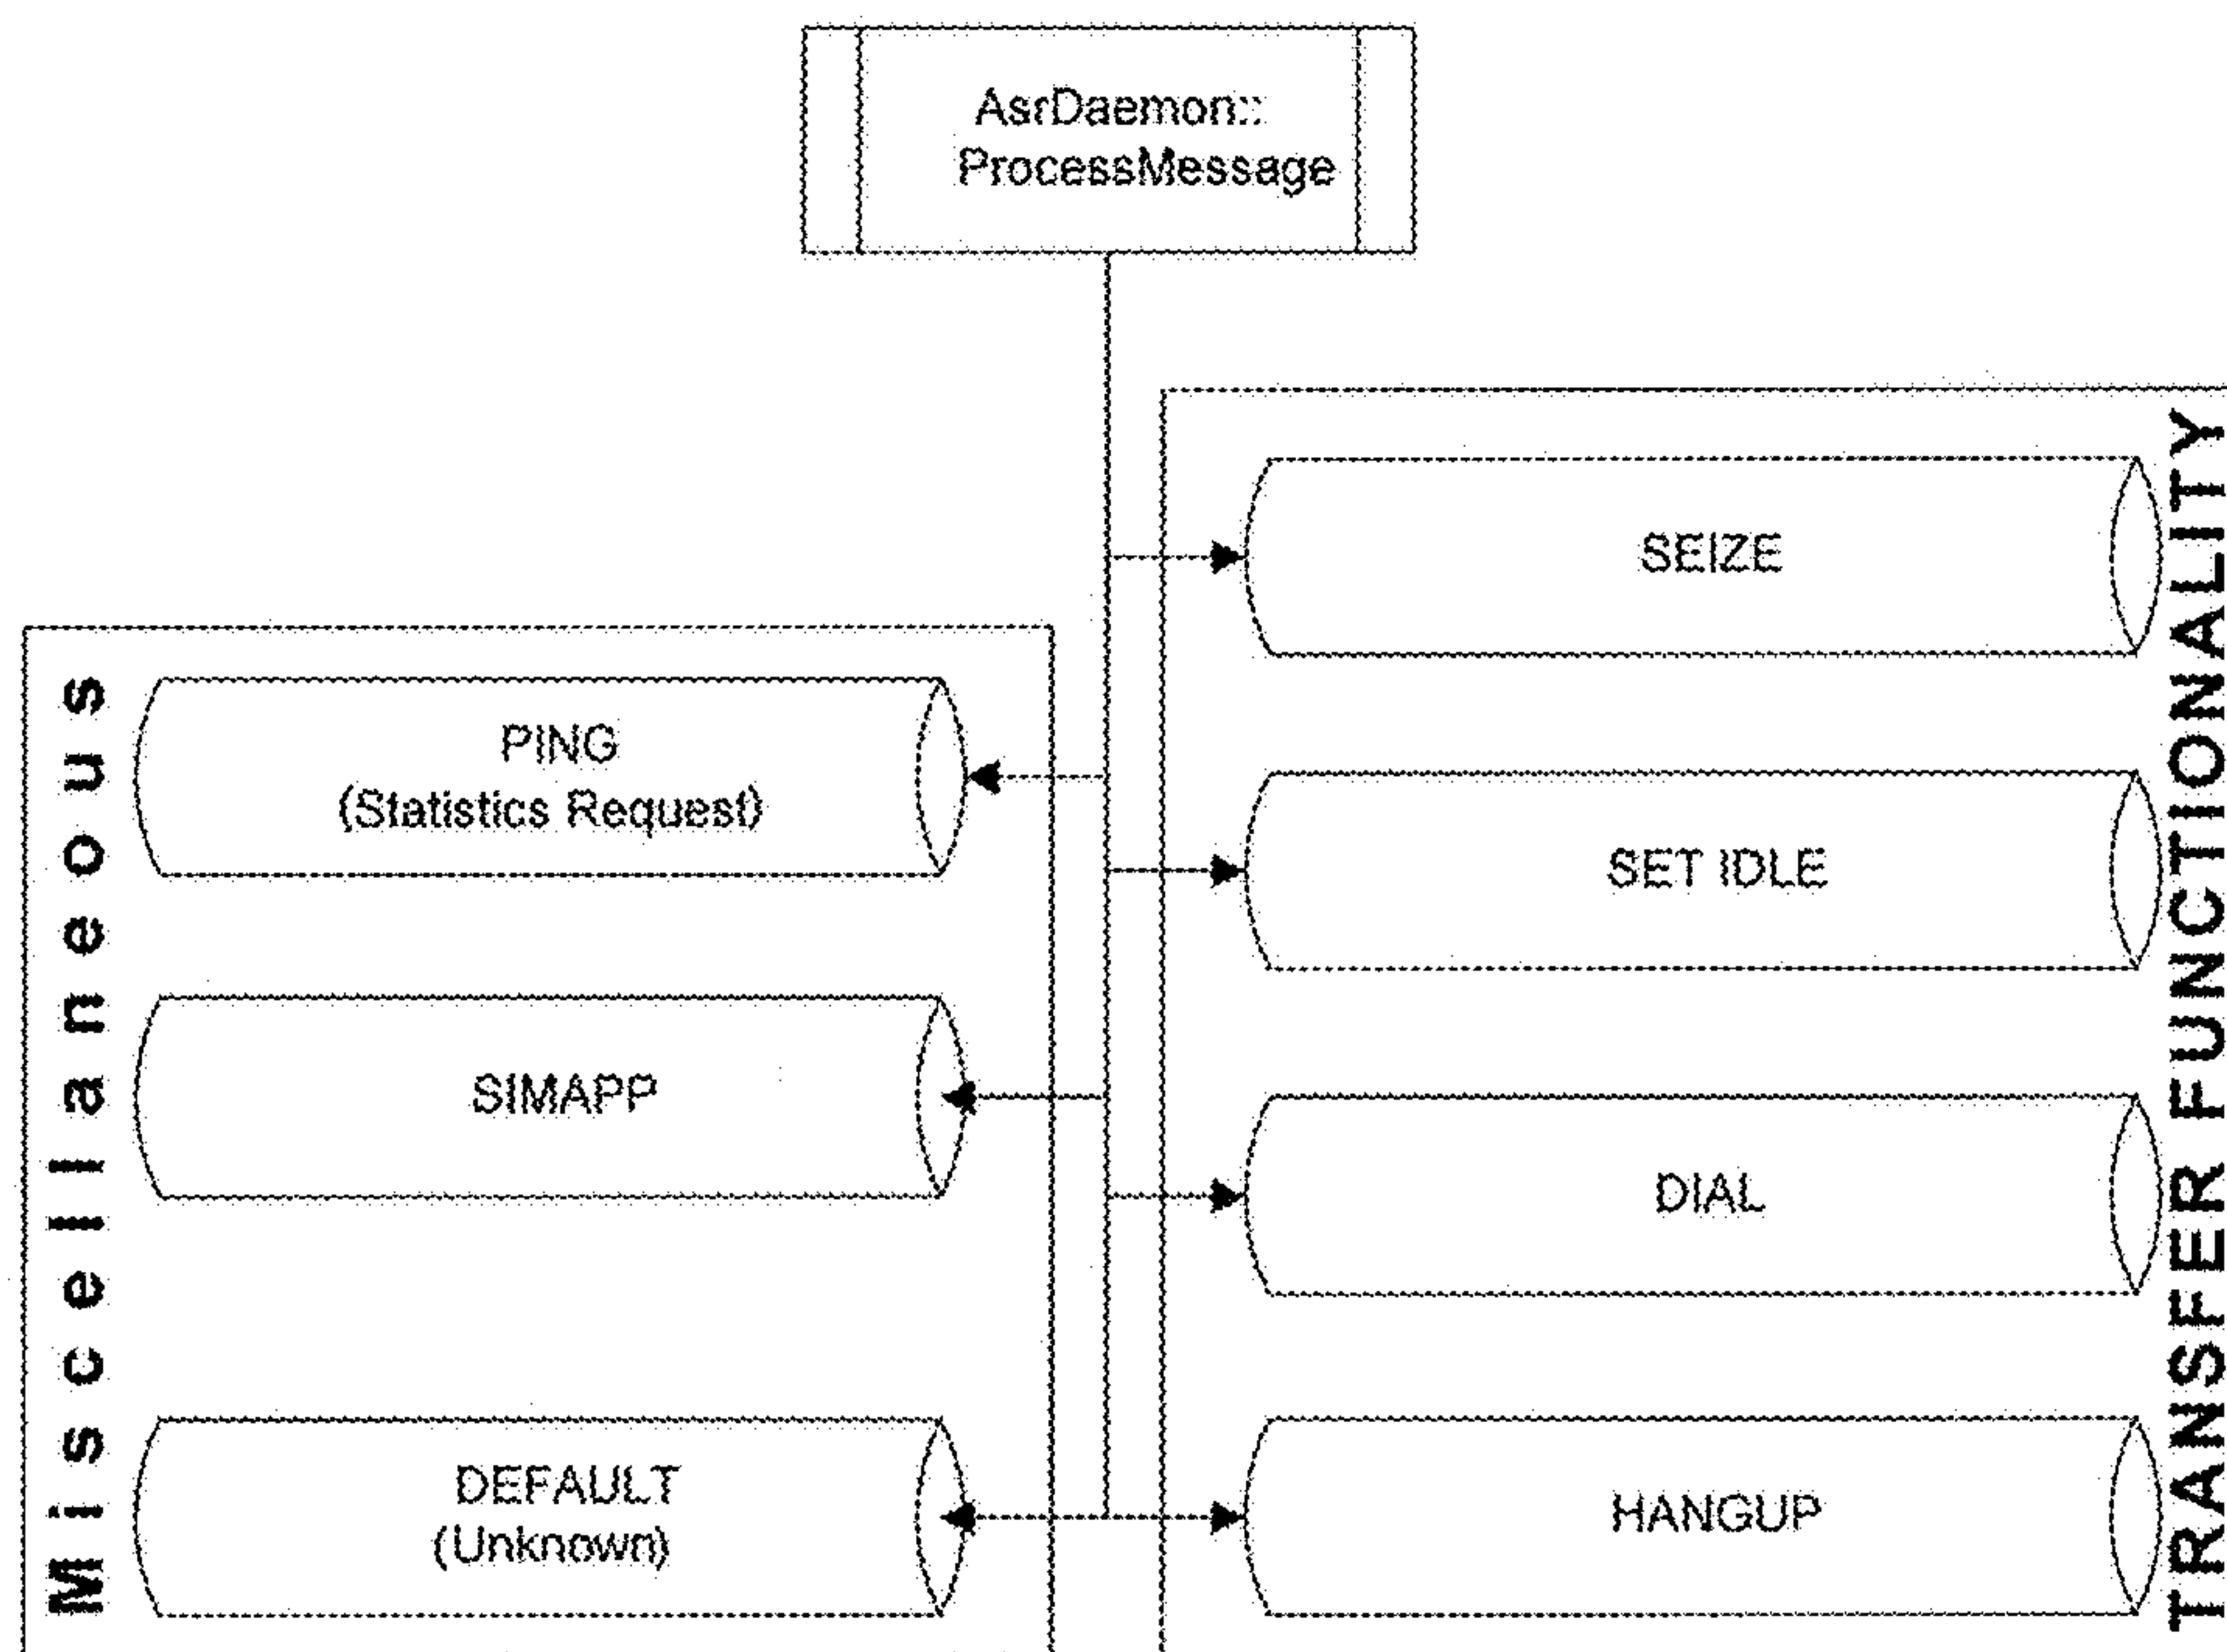 AsrDaemon::
ProcessMessage
Miscellaneous
PING
(Statistics Request)
SIMAPP
DEFAULT
(Unknown)
TRANSFER FUNCTIONALITY
SEIZE
SET IDLE
DIAL
HANGUP